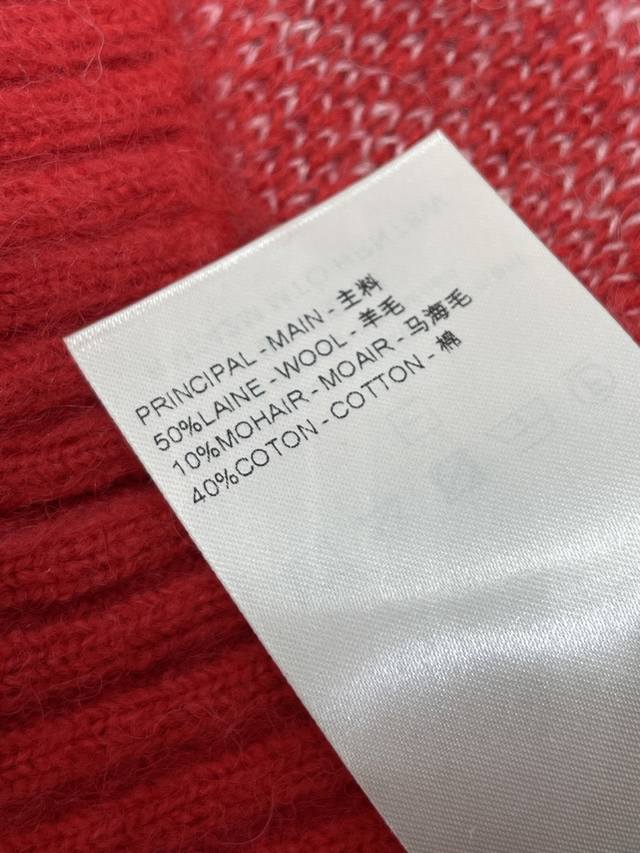 PRINCIPAL - MAIN - 主料
50%LAINE - WOOL - 羊毛
10%MOHAIR - MOAIR - 马海毛
40%COTON - COTTON - 棉